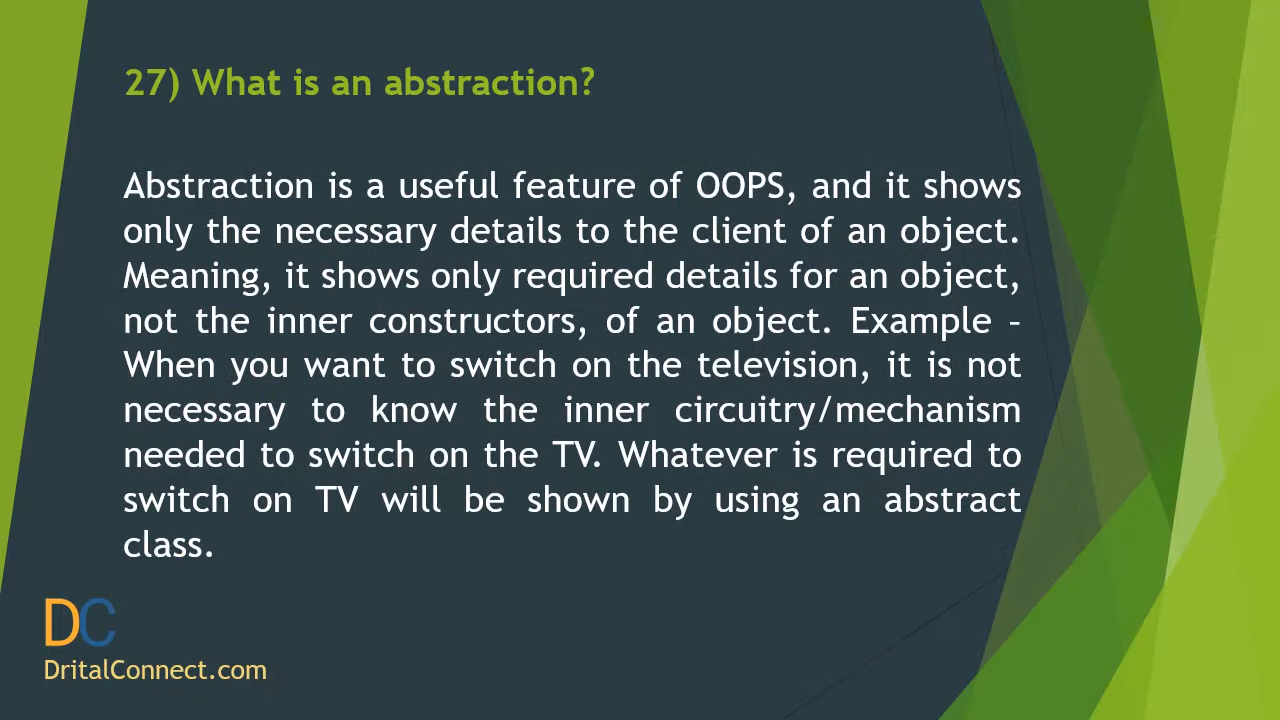 27) What is an abstraction?
Abstraction is a useful feature of OOPS, and it shows
only the necessary details to the client of an object.
Meaning, it shows only required details for an object,
not the inner constructors, of an object. Example –
When you want to switch on the television, it is not
necessary to know the inner circuitry/mechanism
needed to switch on the TV. Whatever is required to
switch on TV will be shown by using an abstract
class.
DC
DritalConnect.com